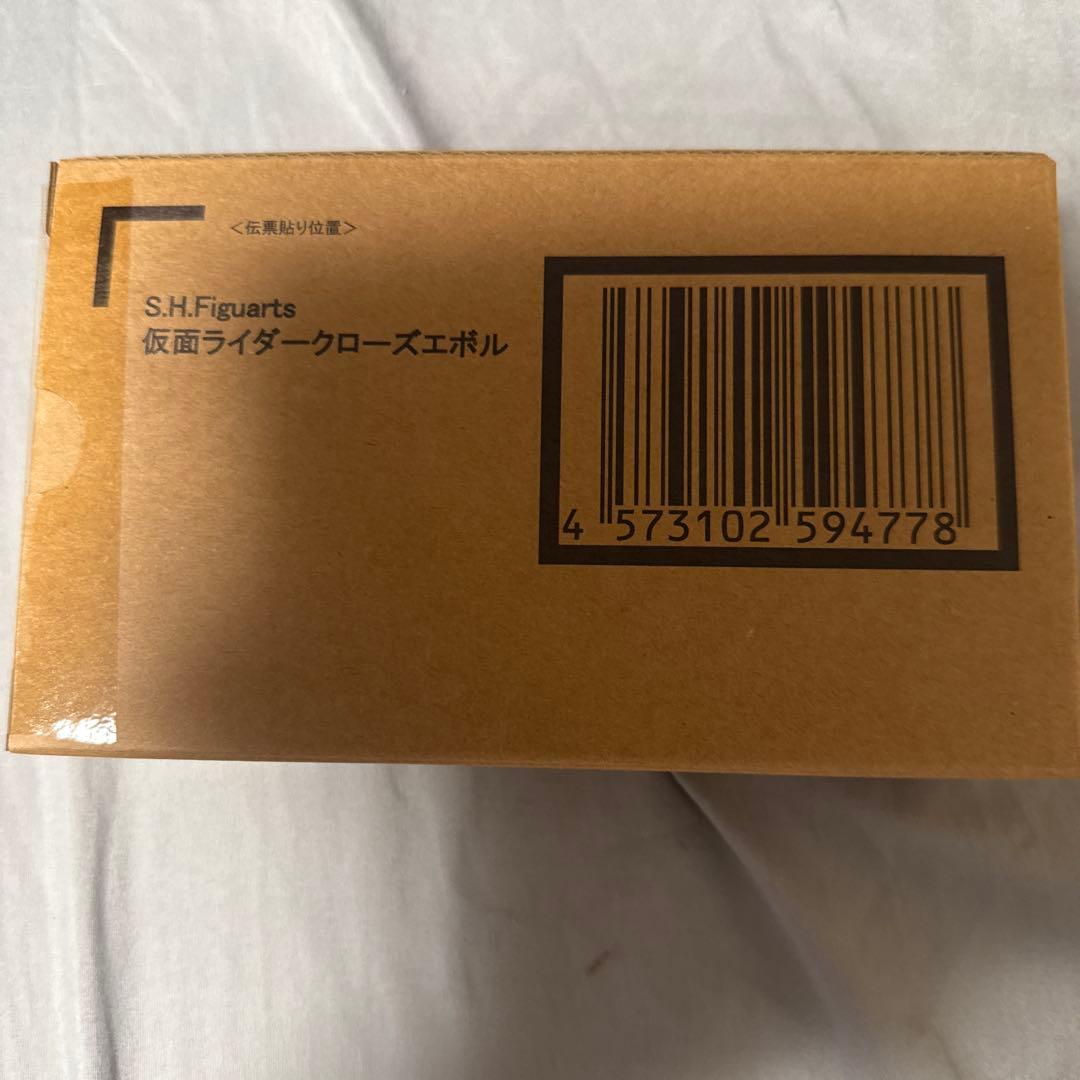 ＜伝票貼り位置＞
S.H.Figuarts
仮面ライダークローズエボル
4 573102 594778